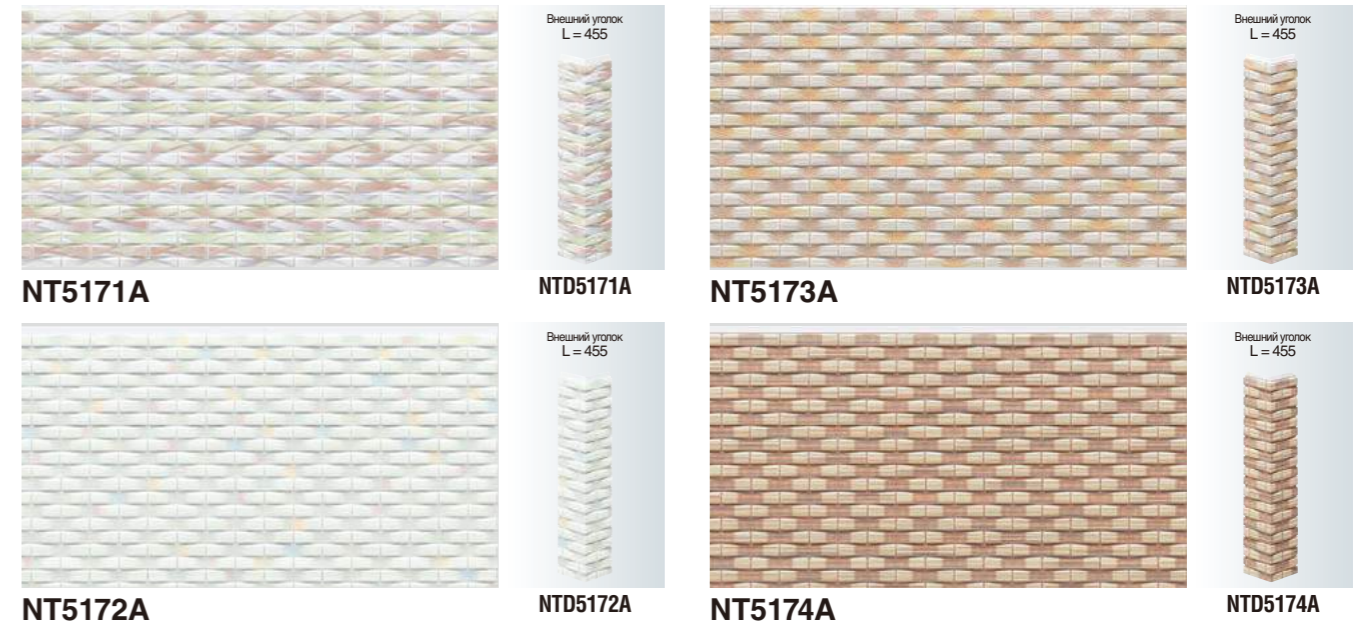 Внешний уголок
L = 455
NT5171A
NTD5171A
Внешний уголок
L = 455
NT5173A
NTD5173A
Внешний уголок
L = 455
NT5172A
NTD5172A
Внешний уголок
L = 455
NT5174A
NTD5174A